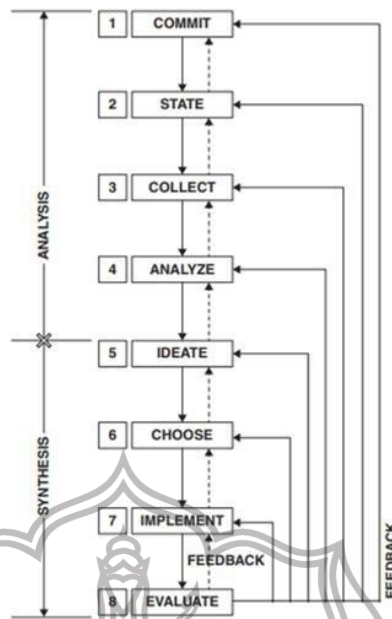 1 COMMIT
2 STATE
3 COLLECT
ANALYSIS
4 ANALYZE
5 IDEATE
6 CHOOSE
SYNTHESIS
7 IMPLEMENT
FEEDBACK
FEEDBACK
8 EVALUATE